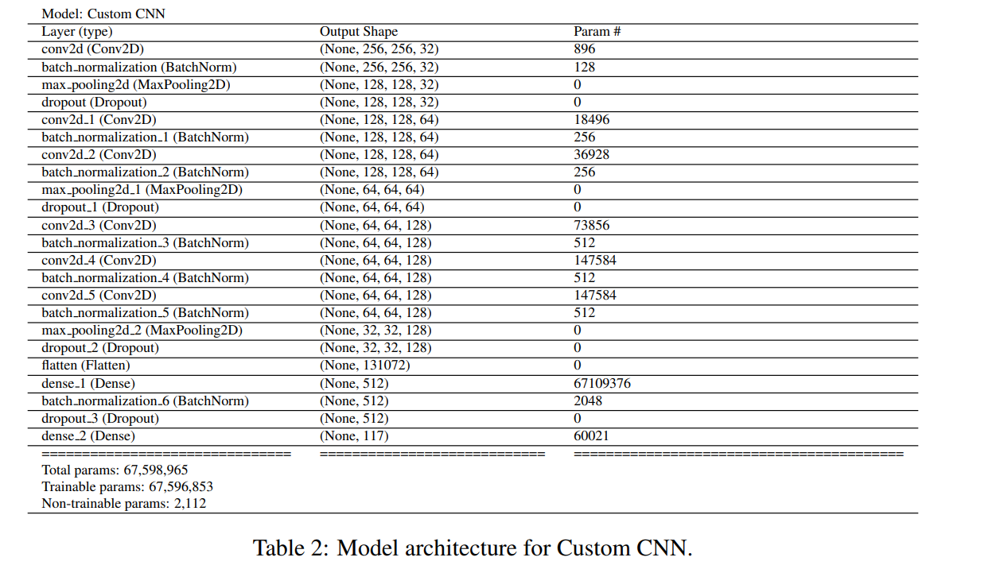 Model: Custom CNN
Layer (type) Output Shape Param #
conv2d (Conv2D) (None, 256, 256, 32) 896
batch_normalization (BatchNorm) (None, 256, 256, 32) 128
max_pooling2d (MaxPooling2D) (None, 128, 128, 32) 0
dropout (Dropout) (None, 128, 128, 32) 0
conv2d_1 (Conv2D) (None, 128, 128, 64) 18496
batch_normalization_1 (BatchNorm) (None, 128, 128, 64) 256
conv2d_2 (Conv2D) (None, 128, 128, 64) 36928
batch_normalization_2 (BatchNorm) (None, 128, 128, 64) 256
max_pooling2d_1 (MaxPooling2D) (None, 64, 64, 64) 0
dropout_1 (Dropout) (None, 64, 64, 64) 0
conv2d_3 (Conv2D) (None, 64, 64, 128) 73856
batch_normalization_3 (BatchNorm) (None, 64, 64, 128) 512
conv2d_4 (Conv2D) (None, 64, 64, 128) 147584
batch_normalization_4 (BatchNorm) (None, 64, 64, 128) 512
conv2d_5 (Conv2D) (None, 64, 64, 128) 147584
batch_normalization_5 (BatchNorm) (None, 64, 64, 128) 512
max_pooling2d_2 (MaxPooling2D) (None, 32, 32, 128) 0
dropout_2 (Dropout) (None, 32, 32, 128) 0
flatten (Flatten) (None, 131072) 0
dense_1 (Dense) (None, 512) 67109376
batch_normalization_6 (BatchNorm) (None, 512) 2048
dropout_3 (Dropout) (None, 512) 0
dense_2 (Dense) (None, 117) 60021
=============================== ============================ =========================================
Total params: 67,598,965
Trainable params: 67,596,853
Non-trainable params: 2,112
Table 2: Model architecture for Custom CNN.